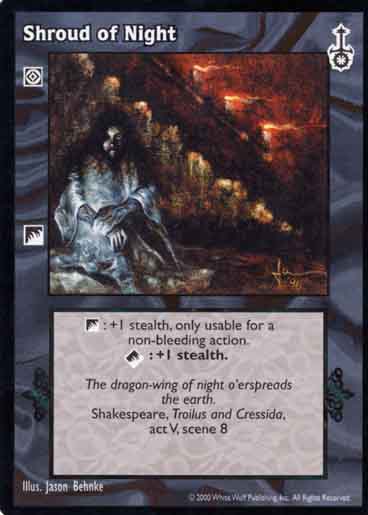 Shroud of Night
: +1 stealth, only usable for a
non-bleeding action.
: +1 stealth.
The dragon-wing of night o'erspreads
the earth.
Shakespeare, Troilus and Cressida,
act V, scene 8
Illus. Jason Behnke
© 2000 White Wolf Publishing, Inc. All Rights Reserved.